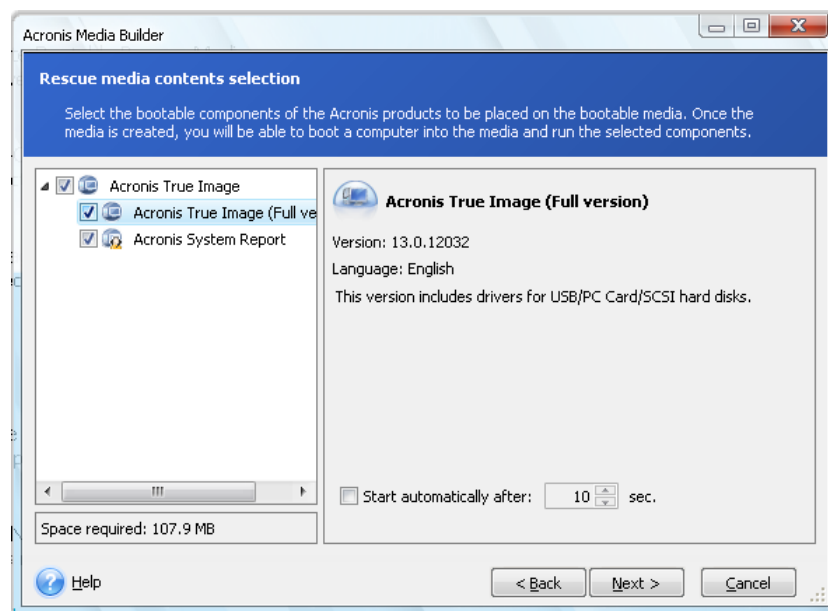 Acronis Media Builder
Rescue media contents selection
Select the bootable components of the Acronis products to be placed on the bootable media. Once the
media is created, you will be able to boot a computer into the media and run the selected components.
Acronis True Image
Acronis True Image (Full ve
Acronis System Report
Space required: 107.9 MB
Acronis True Image (Full version)
Version: 13.0.12032
Language: English
This version includes drivers for USB/PC Card/SCSI hard disks.
Start automatically after: 10 sec.
Help
< Back
Next >
Cancel